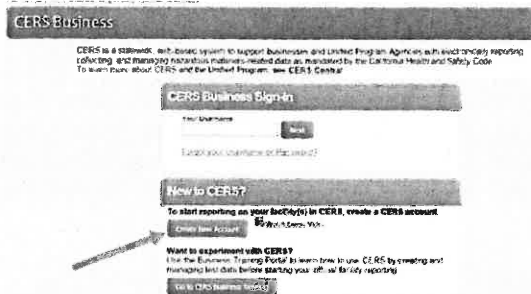 CERS Business
CERS is a statewide, web-based system to support businesses and Unified Program Agencies with electronically reporting
collecting, and managing hazardous materials-related data as mandated by the California Health and Safety Code
To learn more about CERS and the Unified Program, see CERS Central
CERS Business Sign-In
Your Username
Next
Forgot your Username or Password?
New to CERS?
To start reporting on your facility(s) in CERS, create a CERS account
Create New Account
Want to experiment with CERS?
Use the Business Training Portal to learn how to use CERS by creating and
managing test data before starting your official facility reporting
Go to CERS Business